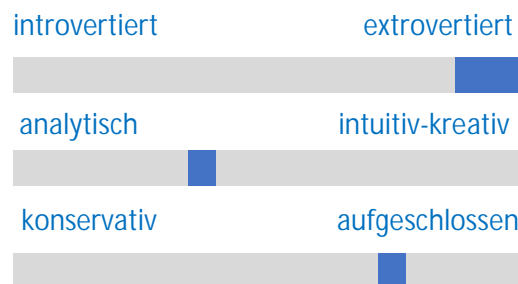 introvertiert extrovertiert
analytisch intuitiv-kreativ
konservativ aufgeschlossen